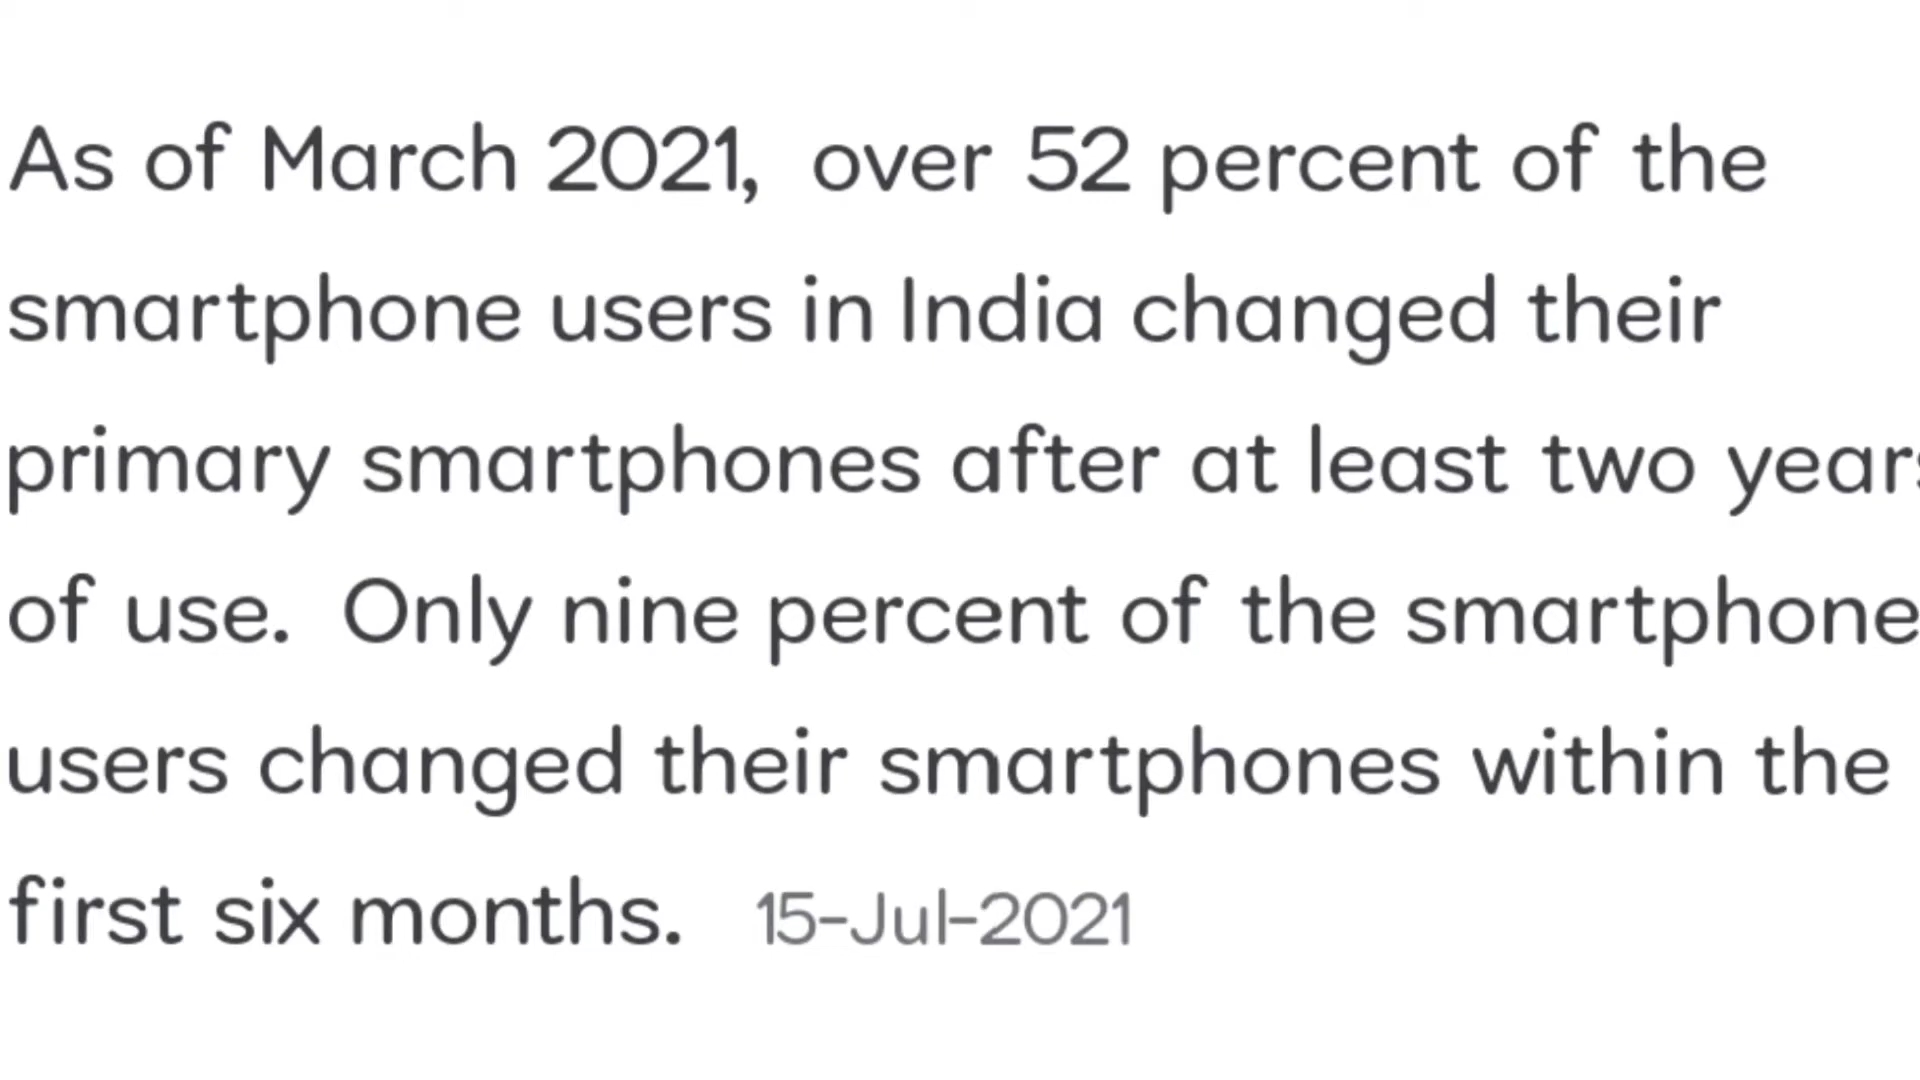 As of March 2021, over 52 percent of the
smartphone users in India changed their
primary smartphones after at least two years
of use. Only nine percent of the smartphone
users changed their smartphones within the
first six months. 15-Jul-2021